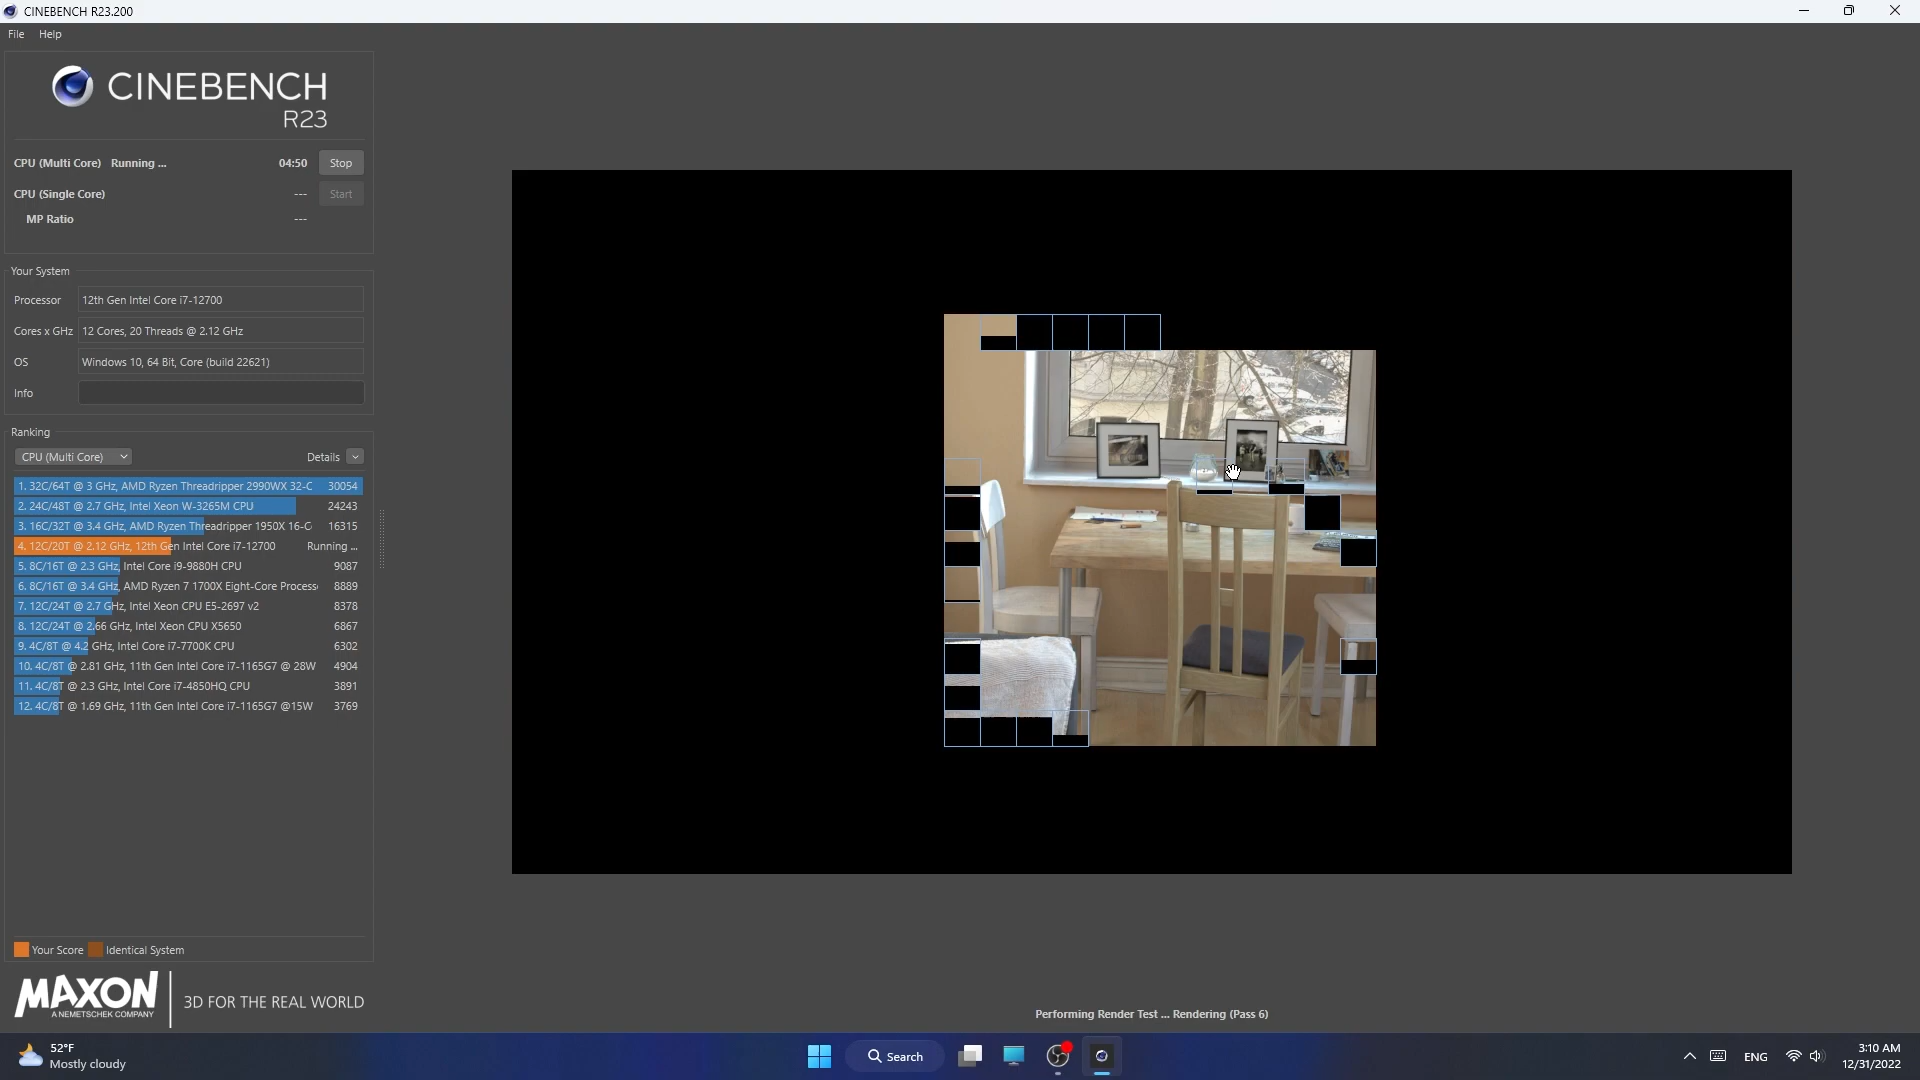 CINEBENCH R23.200
File Help
CINEBENCH
R23
CPU (Multi Core) Running ... 04:50 Stop
CPU (Single Core) --- Start
MP Ratio ---
Your System
Processor 12th Gen Intel Core i7-12700
Cores x GHz 12 Cores, 20 Threads @ 2.12 GHz
OS Windows 10, 64 Bit, Core (build 22621)
Info
Ranking
CPU (Multi Core) Details
1. 32C/64T @ 3 GHz, AMD Ryzen Threadripper 2990WX 32-C 30054
2. 24C/48T @ 2.7 GHz, Intel Xeon W-3265M CPU 24243
3. 16C/32T @ 3.4 GHz, AMD Ryzen Threadripper 1950X 16-C 16315
4. 12C/20T @ 2.12 GHz, 12th Gen Intel Core i7-12700 Running ...
5. 8C/16T @ 2.3 GHz, Intel Core i9-9880H CPU 9087
6. 8C/16T @ 3.4 GHz, AMD Ryzen 7 1700X Eight-Core Process 8889
7. 12C/24T @ 2.7 GHz, Intel Xeon CPU E5-2697 v2 8378
8. 12C/24T @ 2.66 GHz, Intel Xeon CPU X5650 6867
9. 4C/8T @ 4.2 GHz, Intel Core i7-7700K CPU 6302
10. 4C/8T @ 2.81 GHz, 11th Gen Intel Core i7-1165G7 @ 28W 4904
11. 4C/8T @ 2.3 GHz, Intel Core i7-4850HQ CPU 3891
12. 4C/8T @ 1.69 GHz, 11th Gen Intel Core i7-1165G7 @15W 3769
Your Score Identical System
MAXON 3D FOR THE REAL WORLD
A NEMETSCHEK COMPANY
Performing Render Test ... Rendering (Pass 6)
52°F
Mostly cloudy
Search
ENG
3:10 AM
12/31/2022